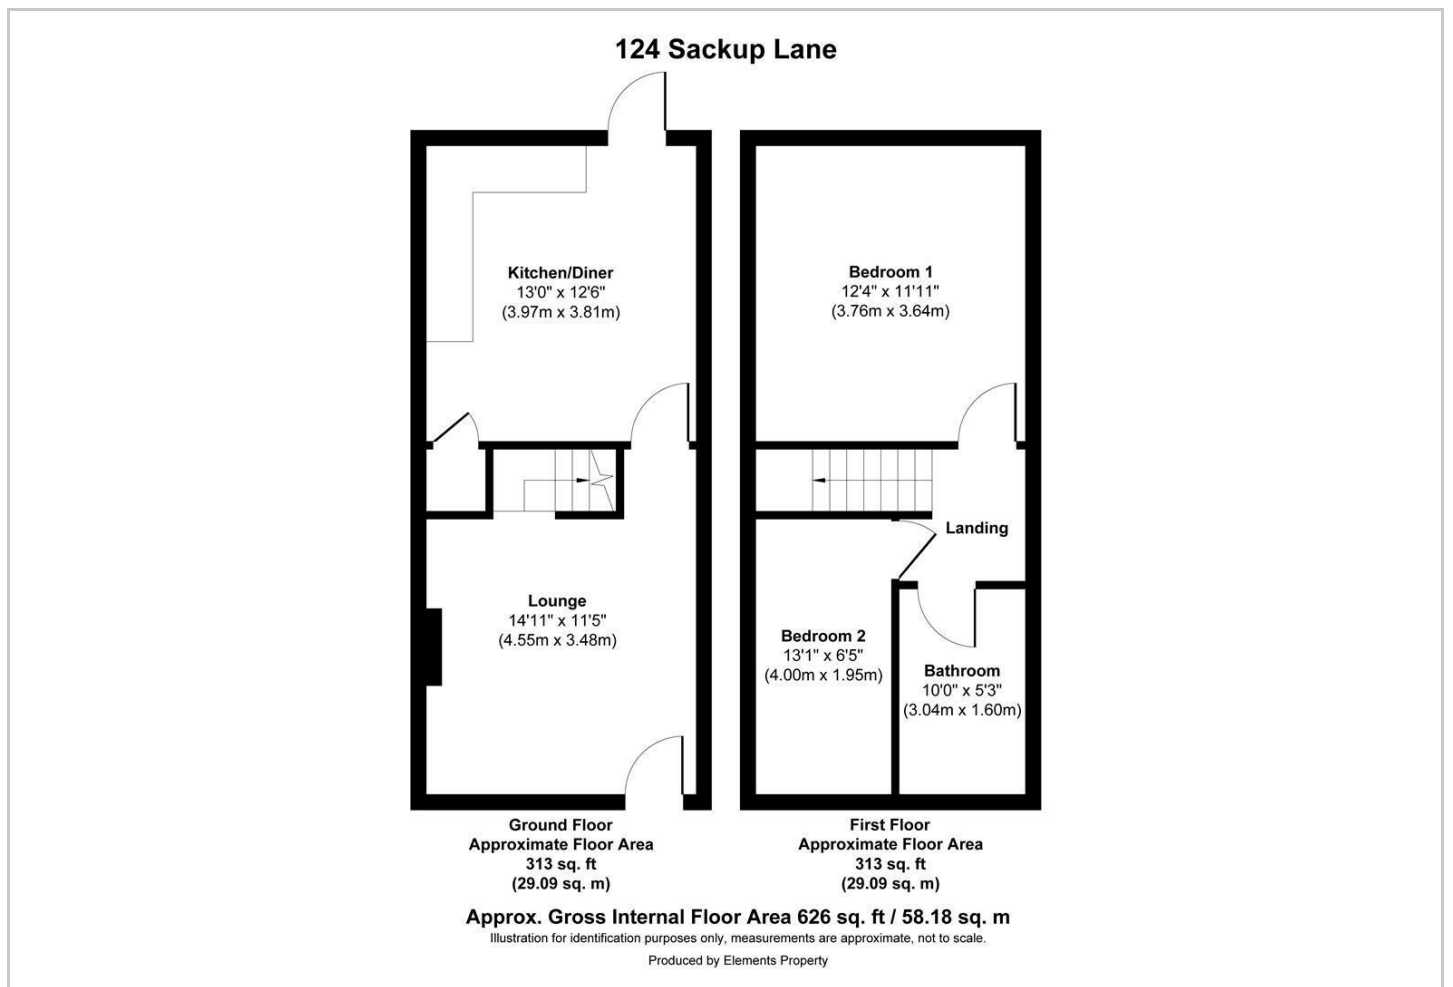 124 Sackup Lane
Kitchen/Diner
13'0" x 12'6"
(3.97m x 3.81m)
Bedroom 1
12'4" x 11'11"
(3.76m x 3.64m)
Landing
Lounge
14'11" x 11'5"
(4.55m x 3.48m)
Bedroom 2
13'1" x 6'5"
(4.00m x 1.95m)
Bathroom
10'0" x 5'3"
(3.04m x 1.60m)
Ground Floor
Approximate Floor Area
313 sq. ft
(29.09 sq. m)
First Floor
Approximate Floor Area
313 sq. ft
(29.09 sq. m)
Approx. Gross Internal Floor Area 626 sq. ft / 58.18 sq. m
Illustration for identification purposes only, measurements are approximate, not to scale.
Produced by Elements Property